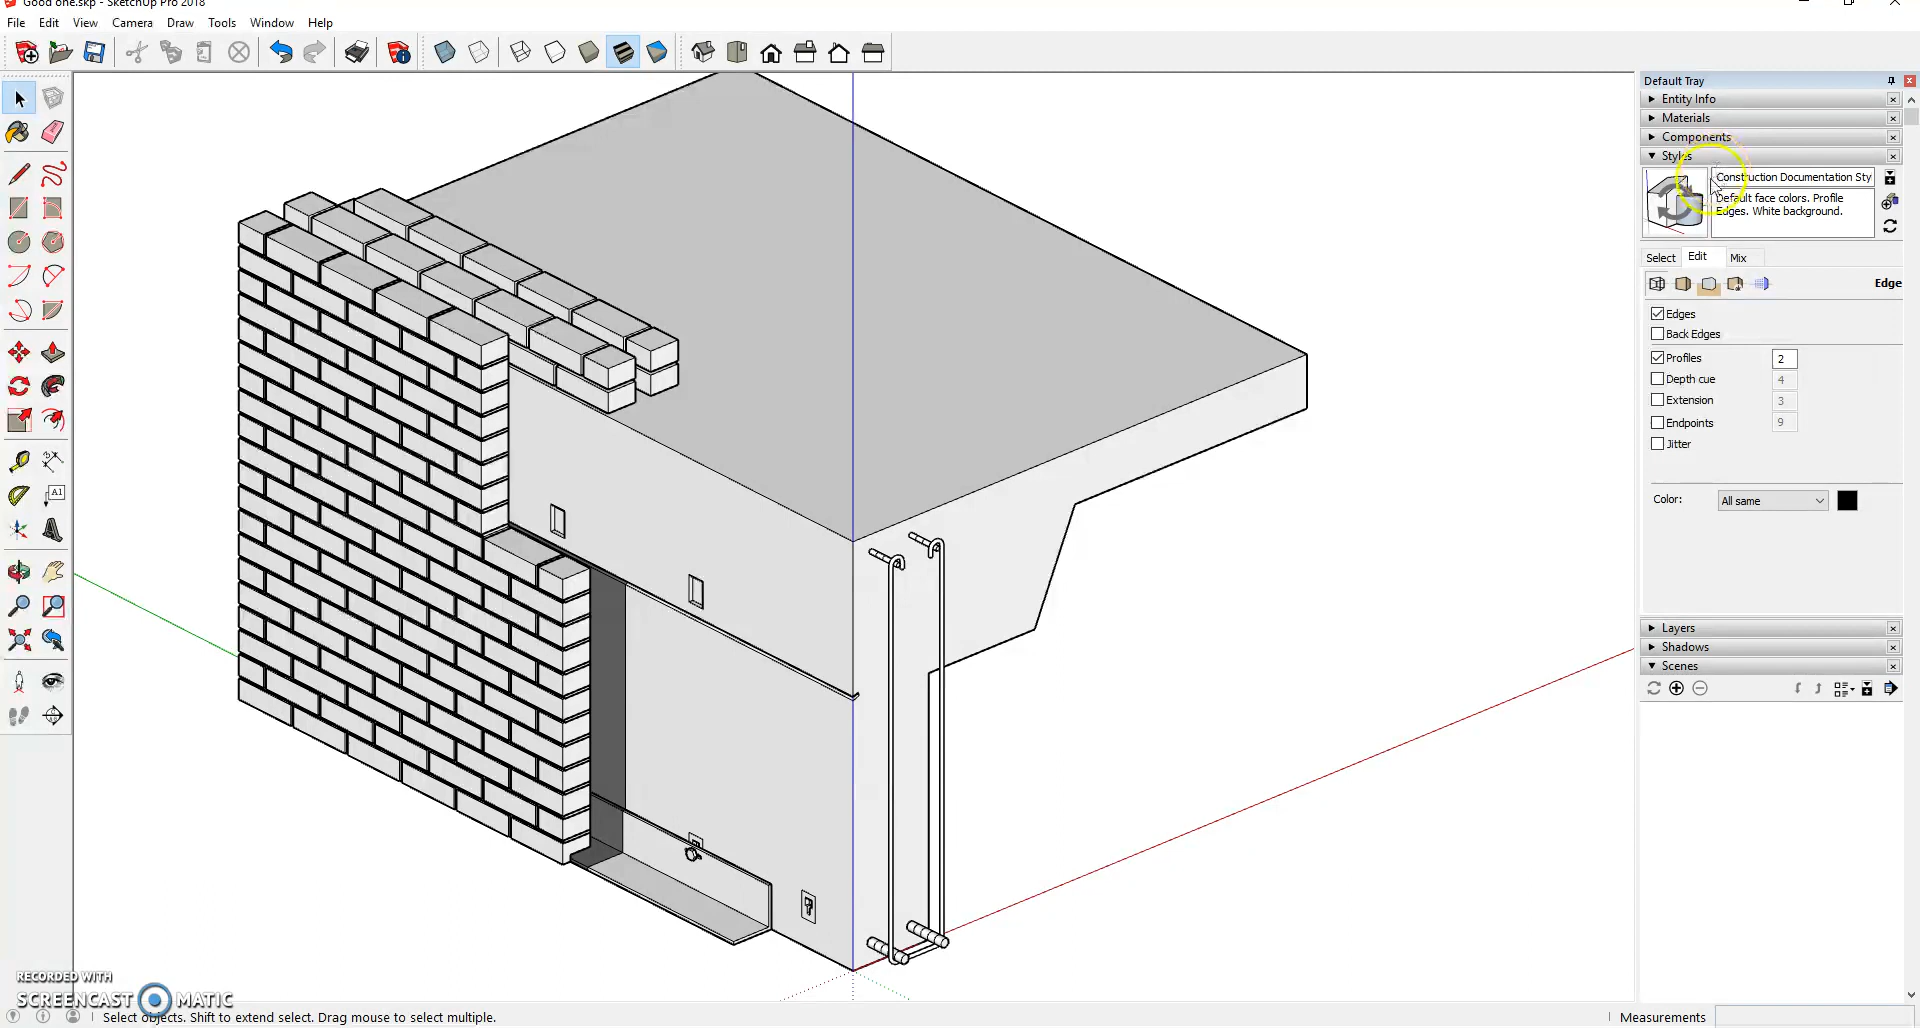 Good one.skp - SketchUp Pro 2018
File Edit View Camera Draw Tools Window Help
Default Tray
Entity Info
Materials
Components
Styles
Construction Documentation Sty
Default face colors. Profile
Edges. White background.
Select Edit Mix
Edge
Edges
Back Edges
Profiles 2
Depth cue 4
Extension 3
Endpoints 9
Jitter
Color: All same
Layers
Shadows
Scenes
A1
RECORDED WITH
SCREENCAST MATIC
Select objects. Shift to extend select. Drag mouse to select multiple.
Measurements